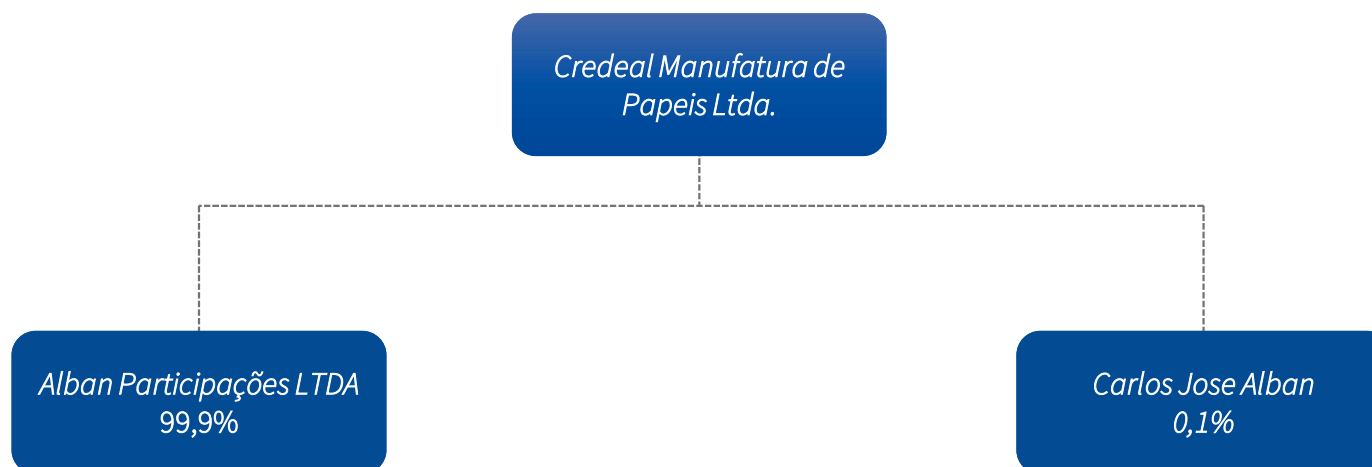 Credeal Manufatura de
Papeis Ltda.
Alban Participações LTDA
99,9%
Carlos Jose Alban
0,1%